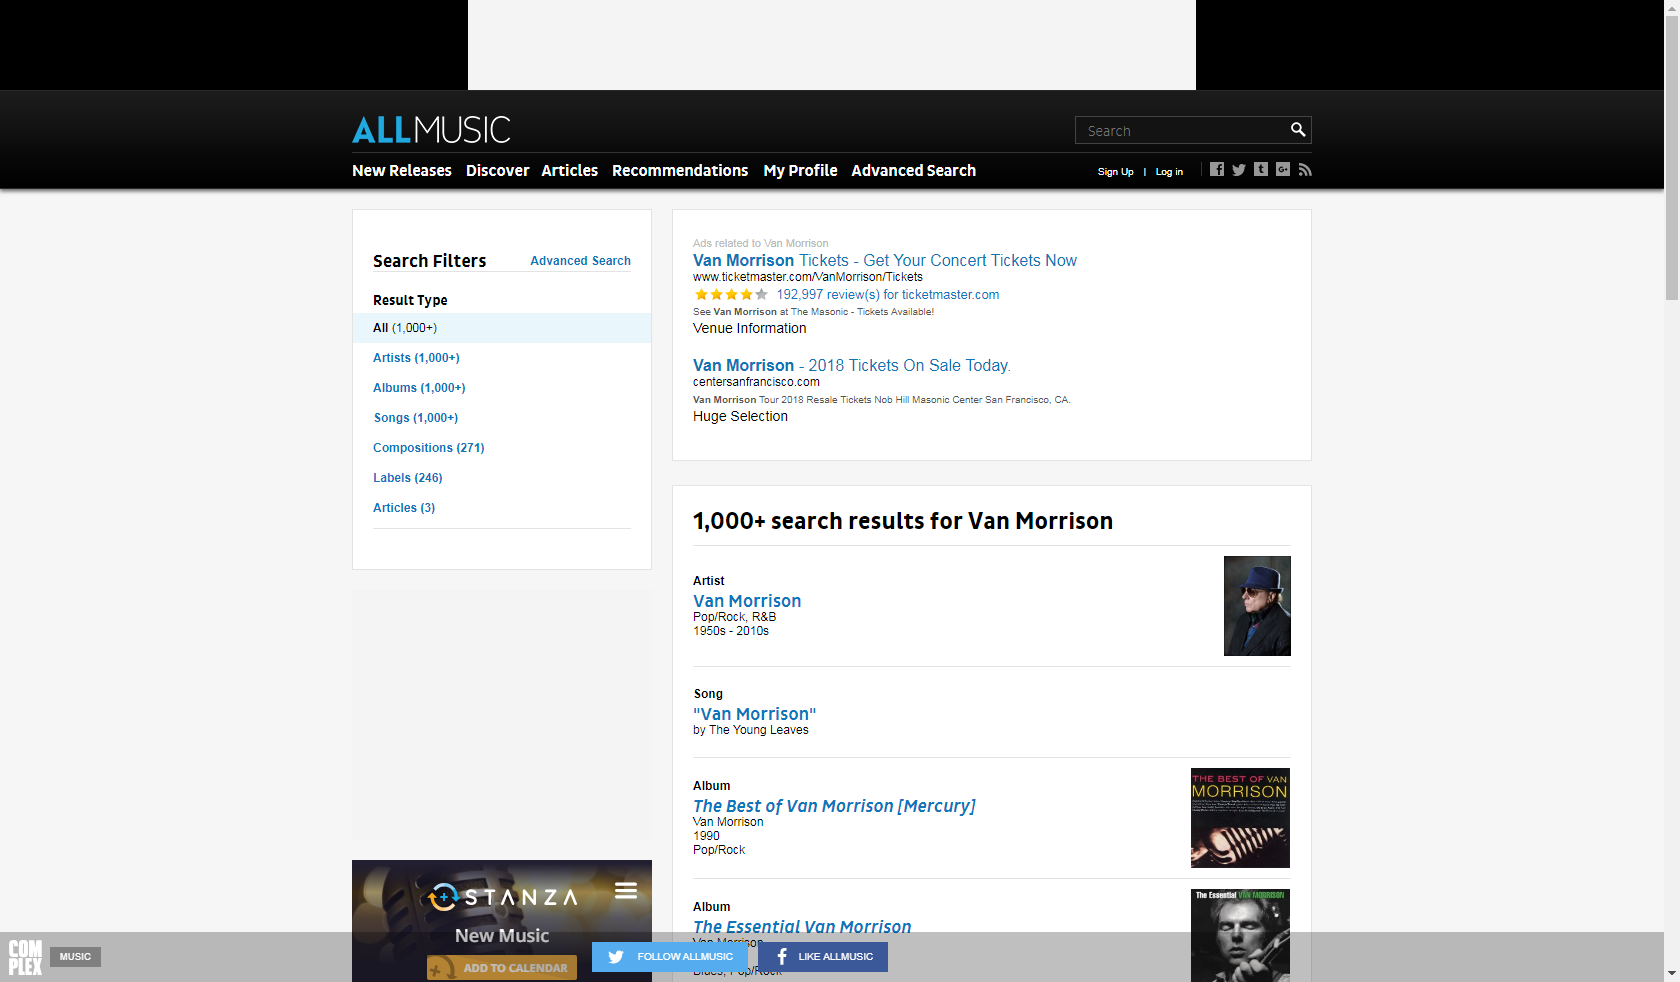 ALLMUSIC
Search
New Releases Discover Articles Recommendations My Profile Advanced Search
Sign Up | Log in
Search Filters
Advanced Search
Result Type
All (1,000+)
Artists (1,000+)
Albums (1,000+)
Songs (1,000+)
Compositions (271)
Labels (246)
Articles (3)
Ads related to Van Morrison
Van Morrison Tickets - Get Your Concert Tickets Now
www.ticketmaster.com/VanMorrison/Tickets
192,997 review(s) for ticketmaster.com
See Van Morrison at The Masonic - Tickets Available!
Venue Information
Van Morrison - 2018 Tickets On Sale Today.
centersanfrancisco.com
Van Morrison Tour 2018 Resale Tickets Nob Hill Masonic Center San Francisco, CA.
Huge Selection
1,000+ search results for Van Morrison
Artist
Van Morrison
Pop/Rock, R&B
1950s - 2010s
Song
"Van Morrison"
by The Young Leaves
Album
The Best of Van Morrison [Mercury]
Van Morrison
1990
Pop/Rock
THE BEST OF VAN
MORRISON
Album
The Essential Van Morrison
Van Morrison
Blues, Pop/Rock
The Essential VAN MORRISON
STANZA
New Music
ADD TO CALENDAR
COM
PLEX
MUSIC
FOLLOW ALLMUSIC
LIKE ALLMUSIC